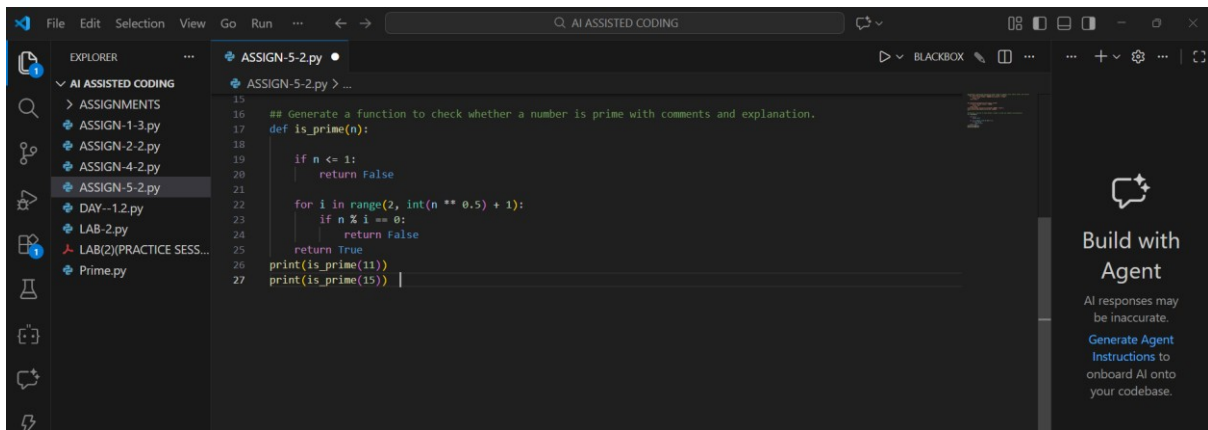 File Edit Selection View Go Run ··· ← → AI ASSISTED CODING
EXPLORER ···
AI ASSISTED CODING
> ASSIGNMENTS
ASSIGN-1-3.py
ASSIGN-2-2.py
ASSIGN-4-2.py
ASSIGN-5-2.py
DAY--1.2.py
LAB-2.py
LAB(2)(PRACTICE SESS...
Prime.py
1
1
ASSIGN-5-2.py ●
BLACKBOX ···
ASSIGN-5-2.py > ...
15
16 ## Generate a function to check whether a number is prime with comments and explanation.
17 def is_prime(n):
18
19     if n <= 1:
20         return False
21
22     for i in range(2, int(n ** 0.5) + 1):
23         if n % i == 0:
24             return False
25     return True
26 print(is_prime(11))
27 print(is_prime(15))
Build with
Agent
AI responses may
be inaccurate.
Generate Agent
Instructions to
onboard AI onto
your codebase.